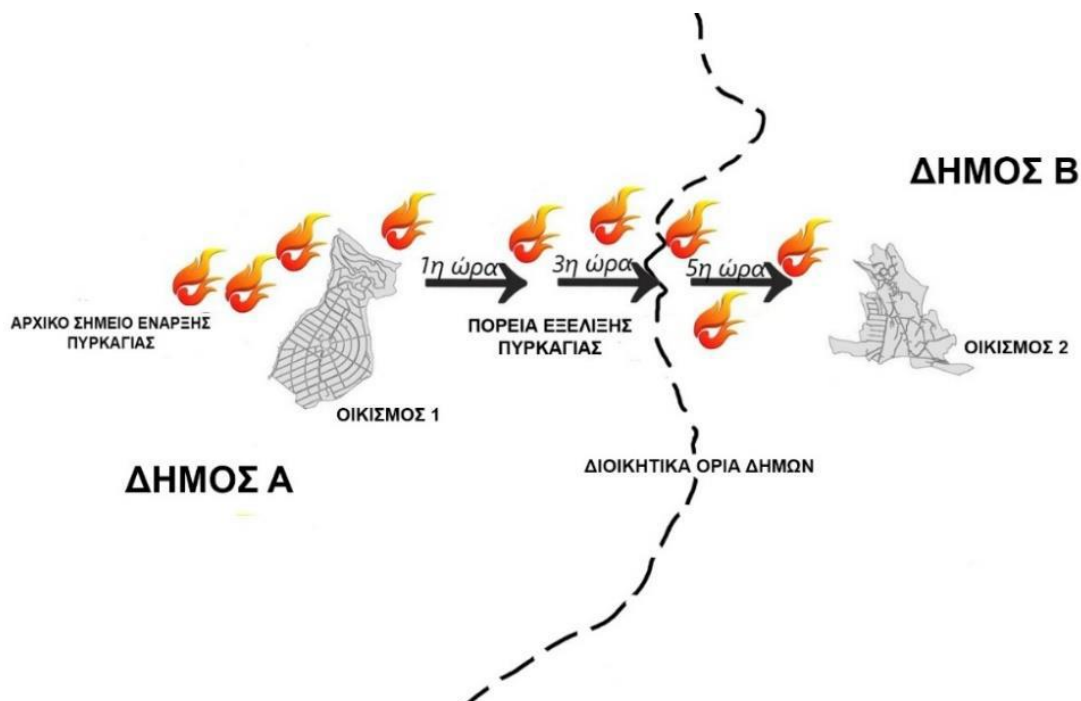 ΔΗΜΟΣ Β
1η ώρα
3η ώρα
5η ώρα
ΑΡΧΙΚΟ ΣΗΜΕΙΟ ΕΝΑΡΞΗΣ
ΠΥΡΚΑΓΙΑΣ
ΠΟΡΕΙΑ ΕΞΕΛΙΞΗΣ
ΠΥΡΚΑΓΙΑΣ
ΟΙΚΙΣΜΟΣ 2
ΟΙΚΙΣΜΟΣ 1
ΔΙΟΙΚΗΤΙΚΑ ΟΡΙΑ ΔΗΜΩΝ
ΔΗΜΟΣ Α